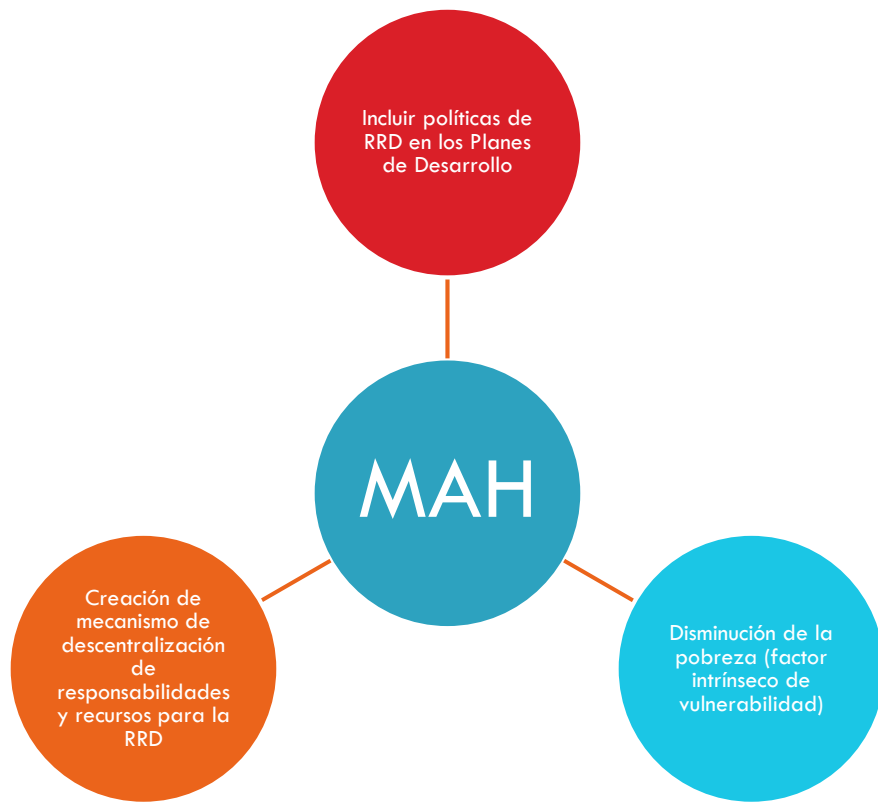 Incluir políticas de
RRD en los Planes
de Desarrollo
MAH
Creación de
mecanismo de
descentralización
de
responsabilidades
y recursos para la
RRD
Disminución de la
pobreza (factor
intrínseco de
vulnerabilidad)